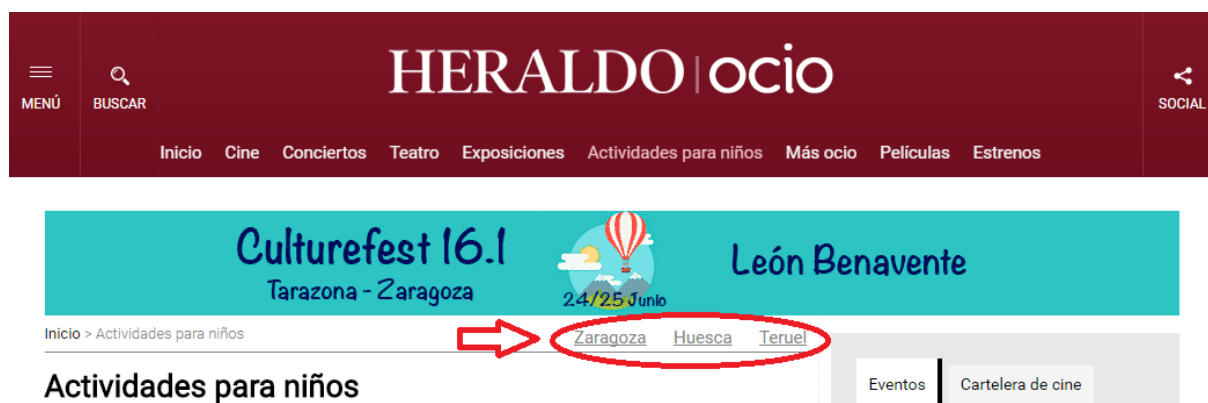 HERALDO | ocio
MENÚ
BUSCAR
SOCIAL
Inicio Cine Conciertos Teatro Exposiciones Actividades para niños Más ocio Películas Estrenos
Culturefest 16.1
Tarazona - Zaragoza
24/25 Junio
León Benavente
Inicio > Actividades para niños
Zaragoza Huesca Teruel
Actividades para niños
Eventos Cartelera de cine